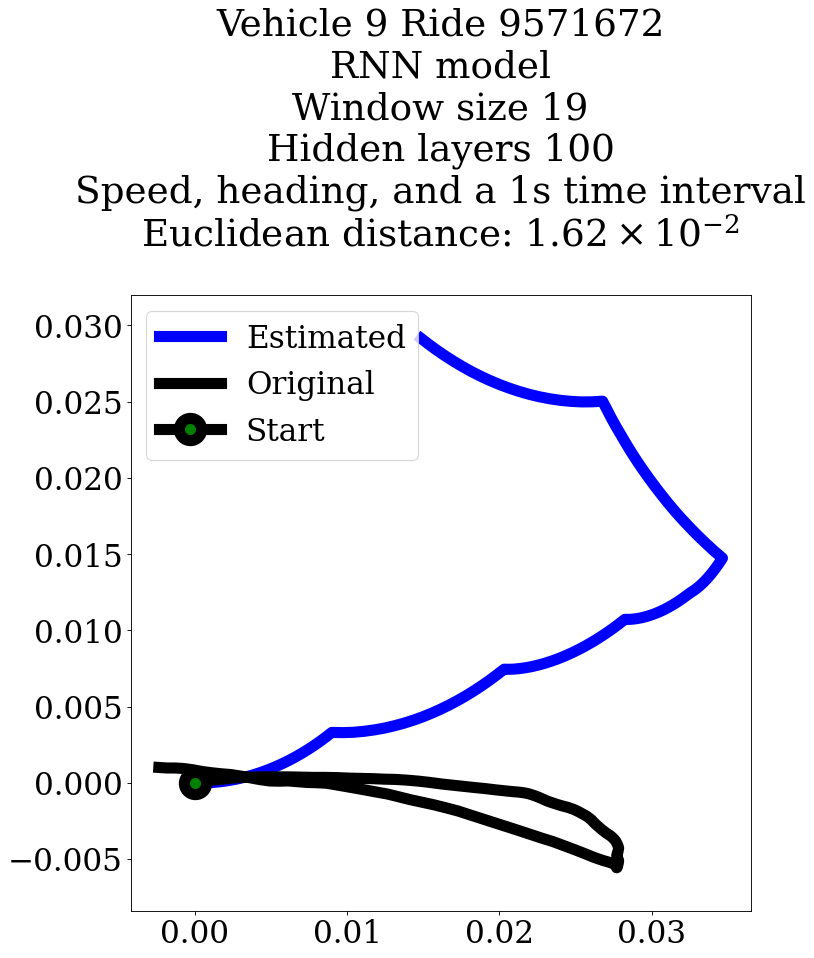 Vehicle 9 Ride 9571672
RNN model
Window size 19
Hidden layers 100
Speed, heading, and a 1s time interval
Euclidean distance: 1.62 × 10⁻²
Estimated
Original
Start
0.030
0.025
0.020
0.015
0.010
0.005
0.000
−0.005
0.00 0.01 0.02 0.03